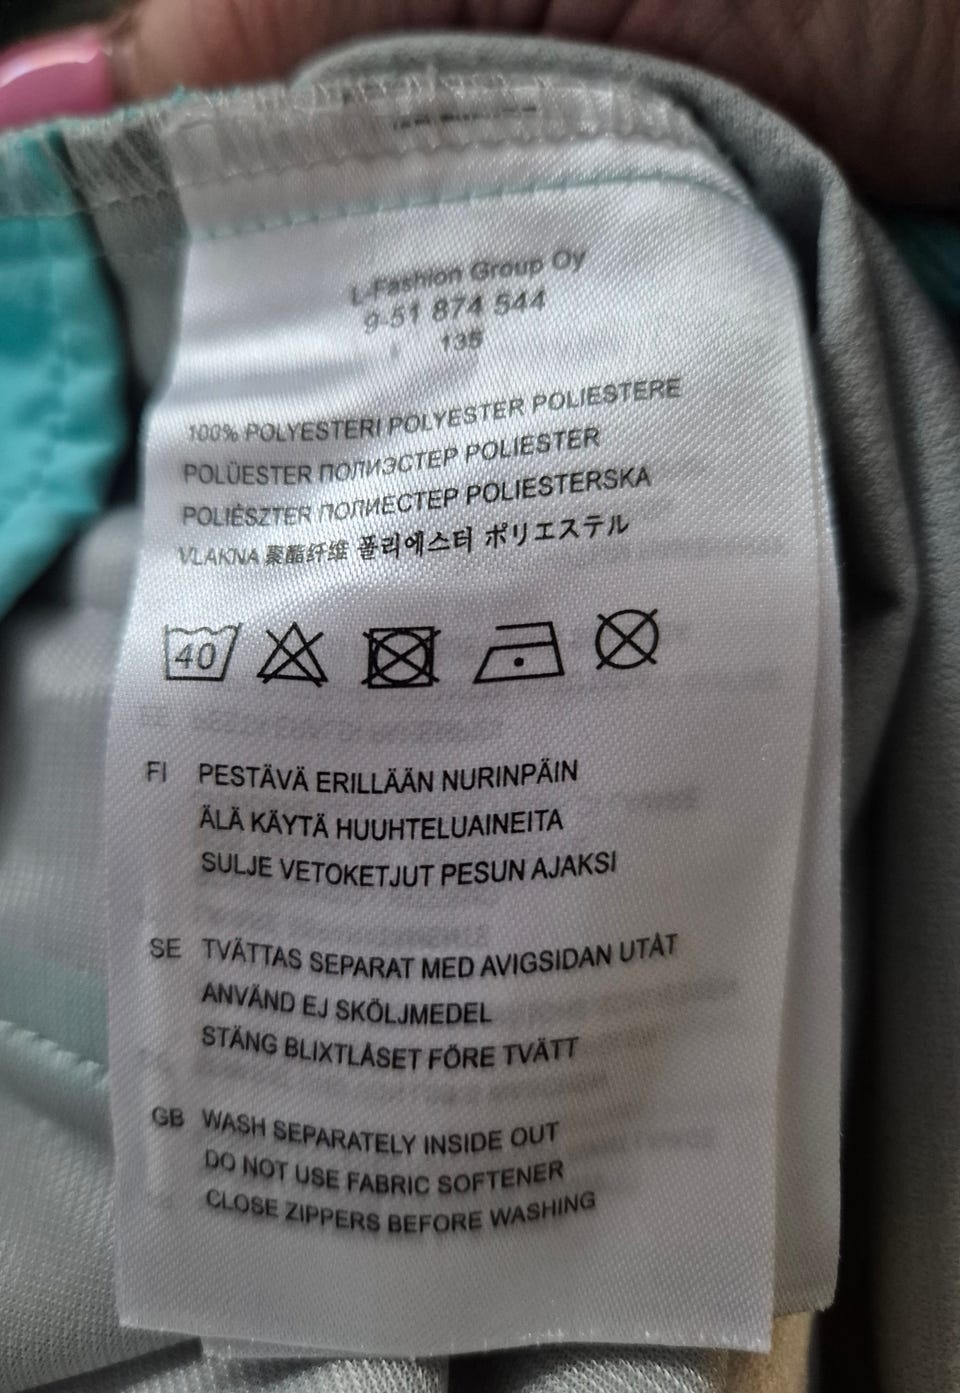 L-Fashion Group Oy
9-51 874 544
135
100% POLYESTERI POLYESTER POLIESTERE
POLÜESTER ПОЛИЭСТЕР POLIESTER
POLIÉSZTER ПОЛИЕСТЕР POLIESTERSKA
VLAKNA 聚酯纤维 폴리에스터 ポリエステル
40
FI PESTÄVÄ ERILLÄÄN NURINPÄIN
ÄLÄ KÄYTÄ HUUHTELUAINEITA
SULJE VETOKETJUT PESUN AJAKSI
SE TVÄTTAS SEPARAT MED AVIGSIDAN UTÅT
ANVÄND EJ SKÖLJMEDEL
STÄNG BLIXTLÅSET FÖRE TVÄTT
GB WASH SEPARATELY INSIDE OUT
DO NOT USE FABRIC SOFTENER
CLOSE ZIPPERS BEFORE WASHING